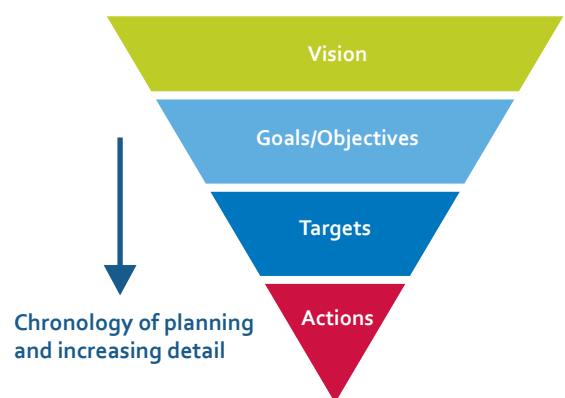 Vision
Goals/Objectives
Targets
Actions
Chronology of planning
and increasing detail